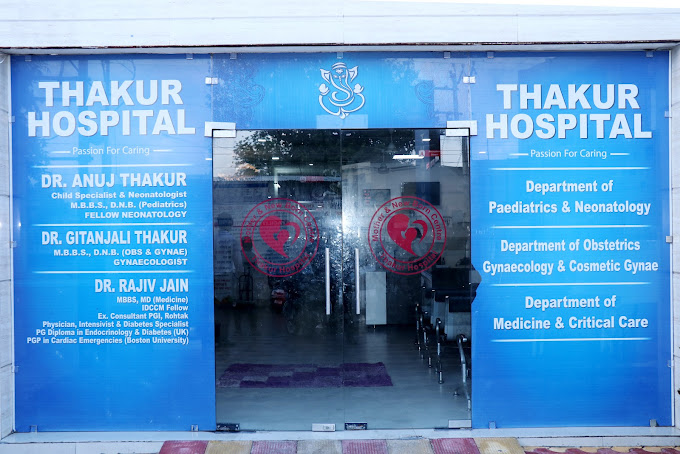 THAKUR
HOSPITAL
Passion For Caring
DR. ANUJ THAKUR
Child Specialist & Neonatologist
M.B.B.S., D.N.B. (Pediatrics)
FELLOW NEONATOLOGY
DR. GITANJALI THAKUR
M.B.B.S., D.N.B. (OBS & GYNAE)
GYNAECOLOGIST
DR. RAJIV JAIN
MBBS, MD (Medicine)
IDCCM Follow
Ex. Consultant PGI, Rohtak
Physician, Intensivist & Diabetes Specialist
PG Diploma in Endocrinology & Diabetes (UK)
PGP in Cardiac Emergencies (Boston University)
THAKUR
HOSPITAL
Passion For Caring
Department of
Paediatrics & Neonatology
Department of Obstetrics
Gynaecology & Cosmetic Gynae
Department of
Medicine & Critical Care